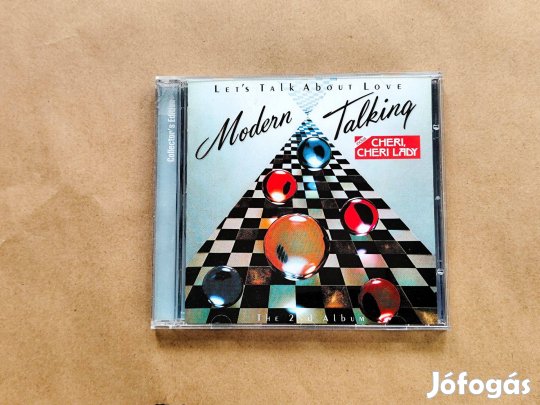 LET'S TALK ABOUT LOVE
Modern Talking
CHERI,
CHERI LADY
Collector's Edition
THE 2nd ALBUM
Jófogás